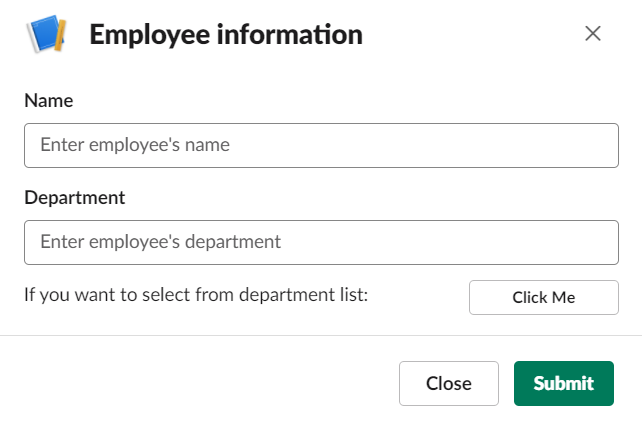 Employee information
Name
Enter employee's name
Department
Enter employee's department
If you want to select from department list:
Click Me
Close
Submit